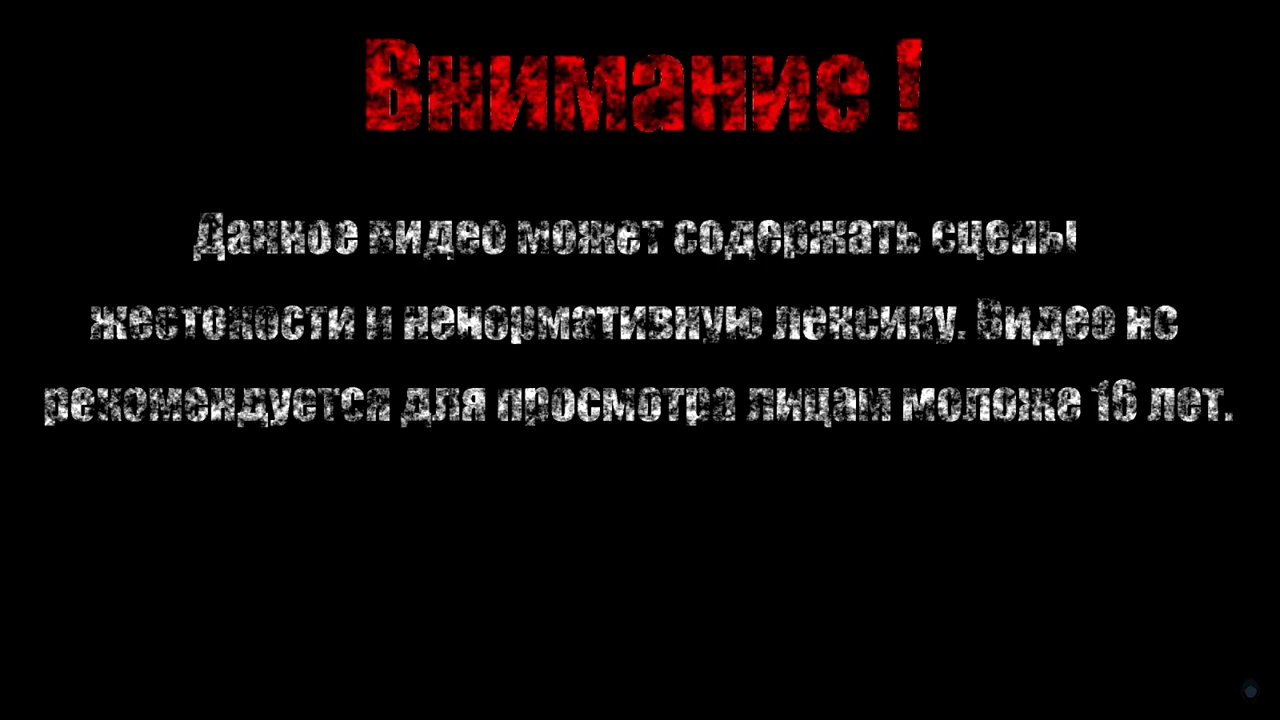 Внимание !
Данное видео может содержать сцены
жестокости и ненормативную лексику. Видео не
рекомендуется для просмотра лицам моложе 16 лет.